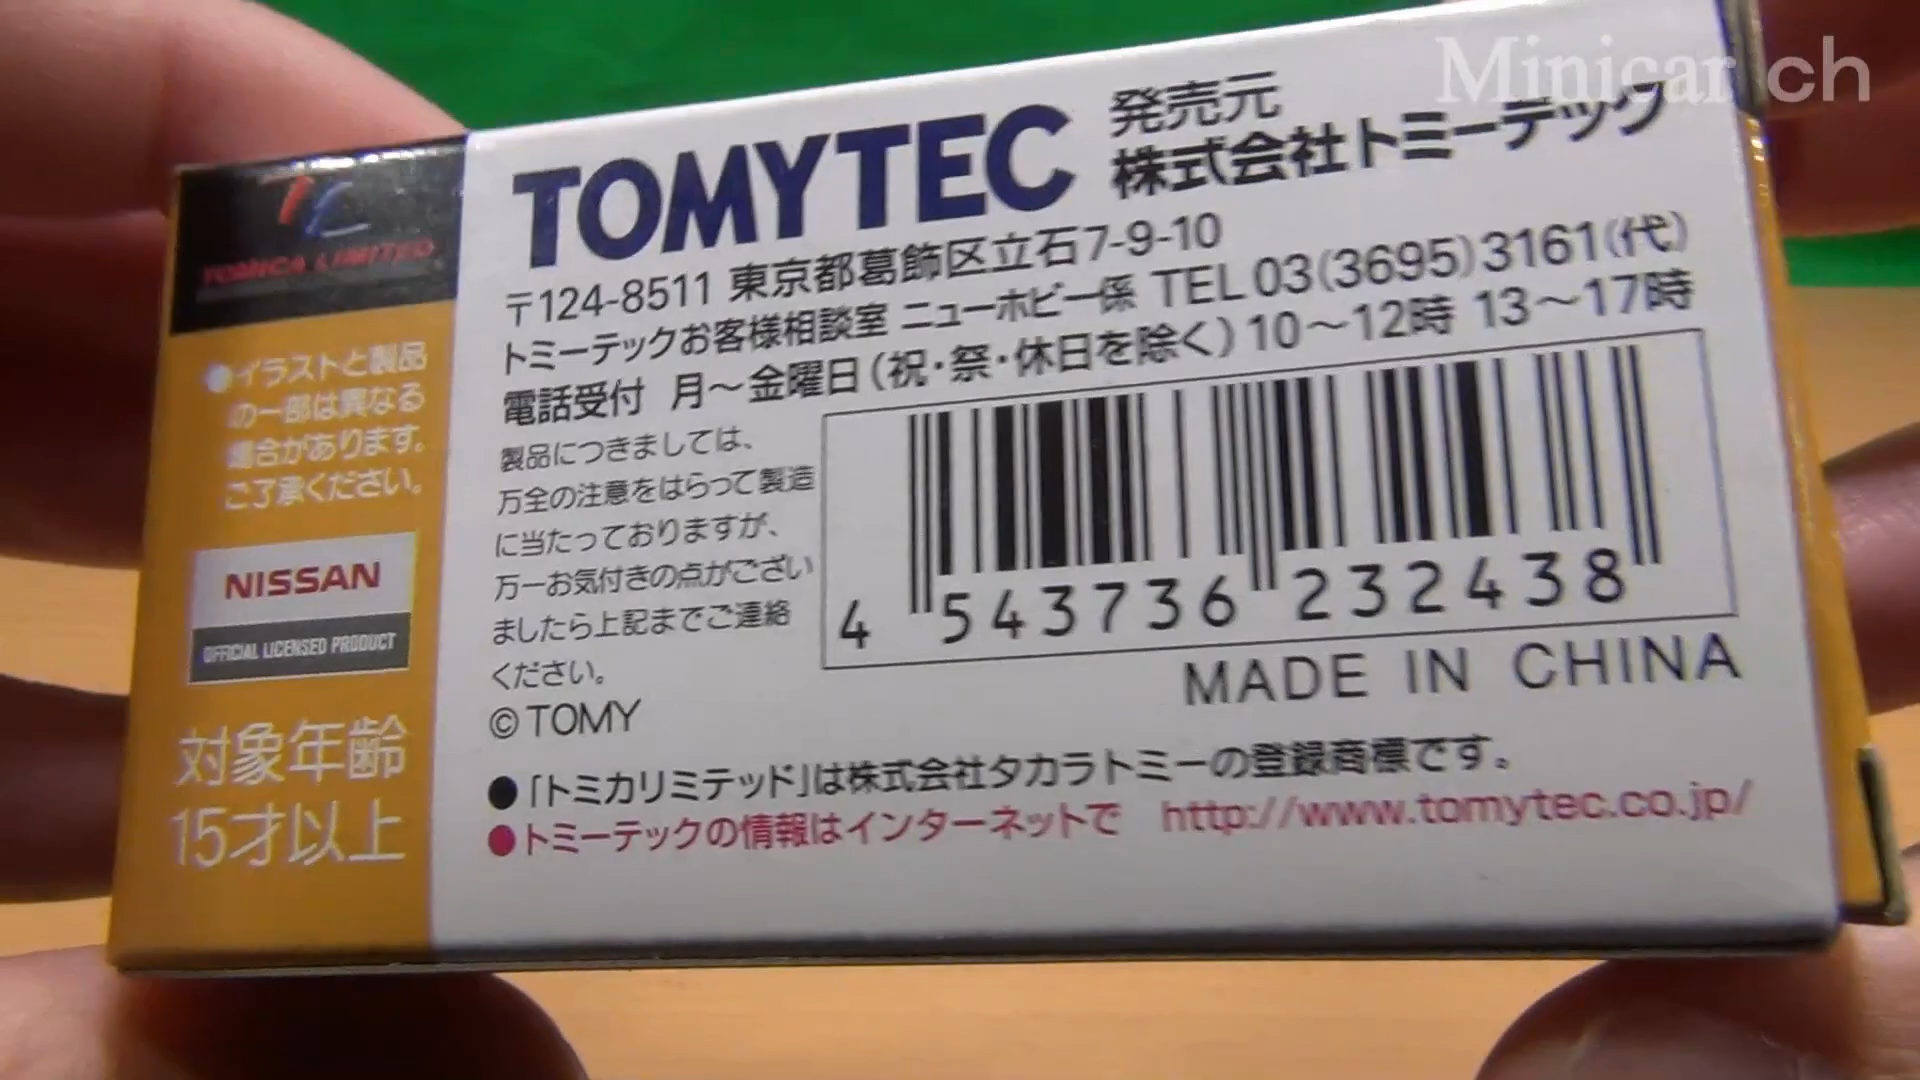 Minicar ch
TOMYTEC
発売元
株式会社トミーテック
〒124-8511 東京都葛飾区立石7-9-10
トミーテックお客様相談室 ニューホビー係 TEL 03(3695)3161(代)
電話受付 月～金曜日(祝・祭・休日を除く) 10～12時 13～17時
製品につきましては、
万全の注意をはらって製造
に当たっておりますが、
万一お気付きの点がござい
ましたら上記までご連絡
ください。
© TOMY
4 543736 232438
MADE IN CHINA
●「トミカリミテッド」は株式会社タカラトミーの登録商標です。
●トミーテックの情報はインターネットで http://www.tomytec.co.jp/
TL
TOMICA LIMITED
●イラストと製品
の一部は異なる
場合があります。
ご了承ください。
NISSAN
OFFICIAL LICENSED PRODUCT
対象年齢
15才以上